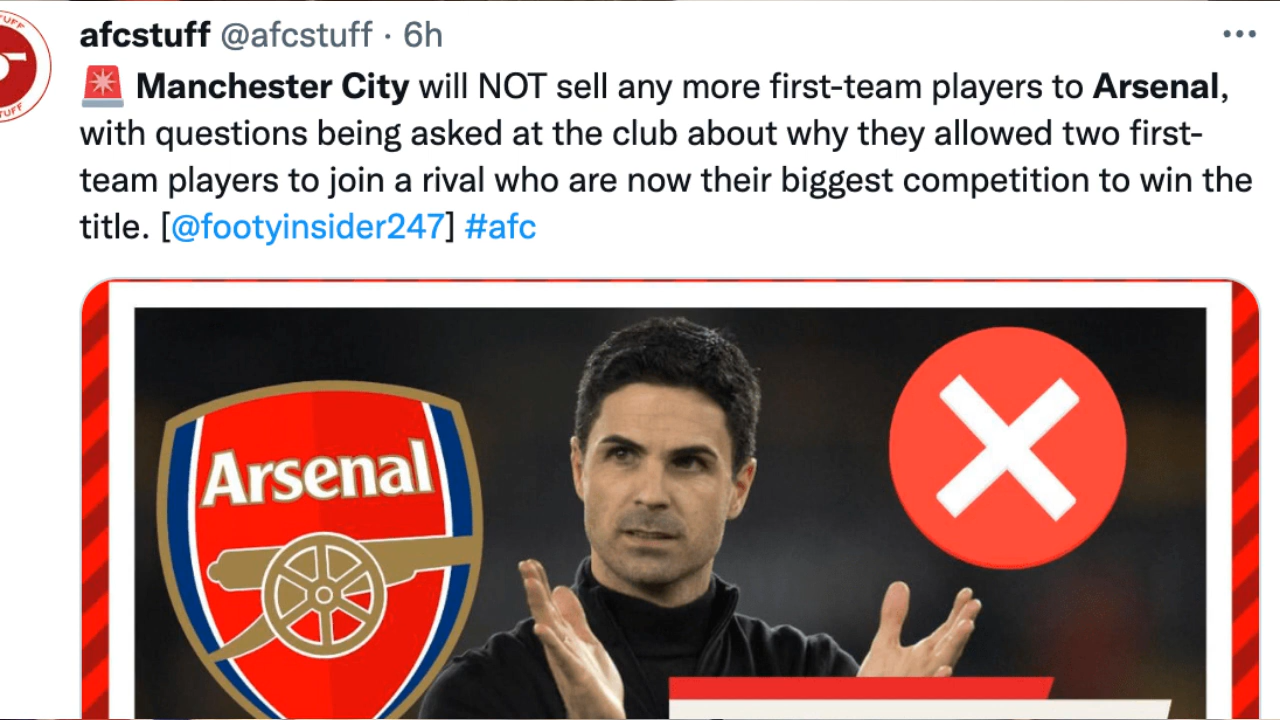 afcstuff @afcstuff · 6h
🚨 Manchester City will NOT sell any more first-team players to Arsenal,
with questions being asked at the club about why they allowed two first-
team players to join a rival who are now their biggest competition to win the
title. [@footyinsider247] #afc
Arsenal